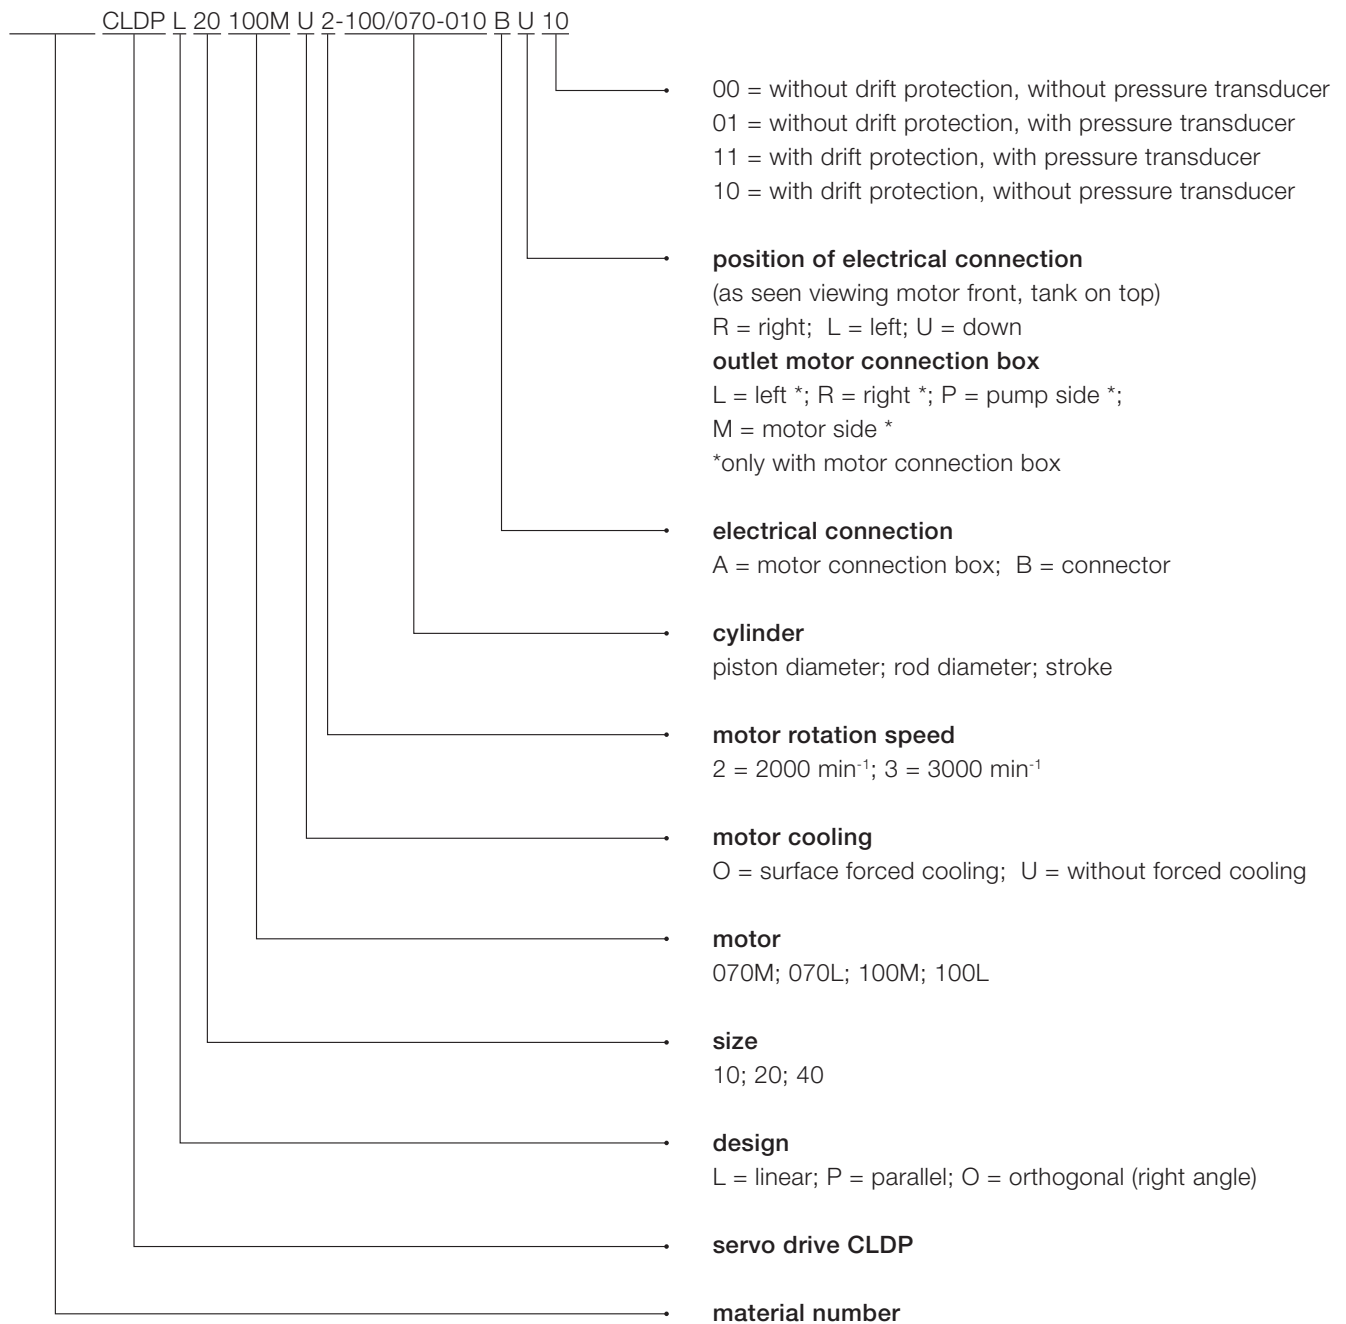 CLDP L 20 100M U 2-100/070-010 B U 10
00 = without drift protection, without pressure transducer
01 = without drift protection, with pressure transducer
11 = with drift protection, with pressure transducer
10 = with drift protection, without pressure transducer
position of electrical connection
(as seen viewing motor front, tank on top)
R = right; L = left; U = down
outlet motor connection box
L = left *; R = right *; P = pump side *;
M = motor side *
*only with motor connection box
electrical connection
A = motor connection box; B = connector
cylinder
piston diameter; rod diameter; stroke
motor rotation speed
2 = 2000 min⁻¹; 3 = 3000 min⁻¹
motor cooling
O = surface forced cooling; U = without forced cooling
motor
070M; 070L; 100M; 100L
size
10; 20; 40
design
L = linear; P = parallel; O = orthogonal (right angle)
servo drive CLDP
material number